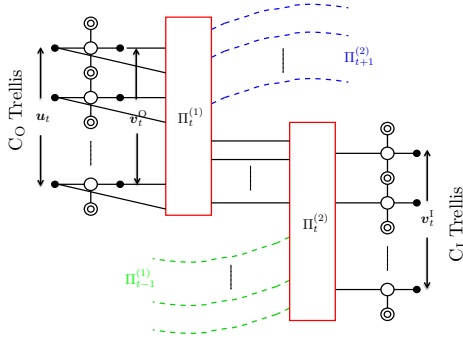 C_O Trellis
u_t
v_t^O
Π_t^(1)
Π_{t+1}^(2)
Π_t^(2)
Π_{t−1}^(1)
v_t^I
C_I Trellis